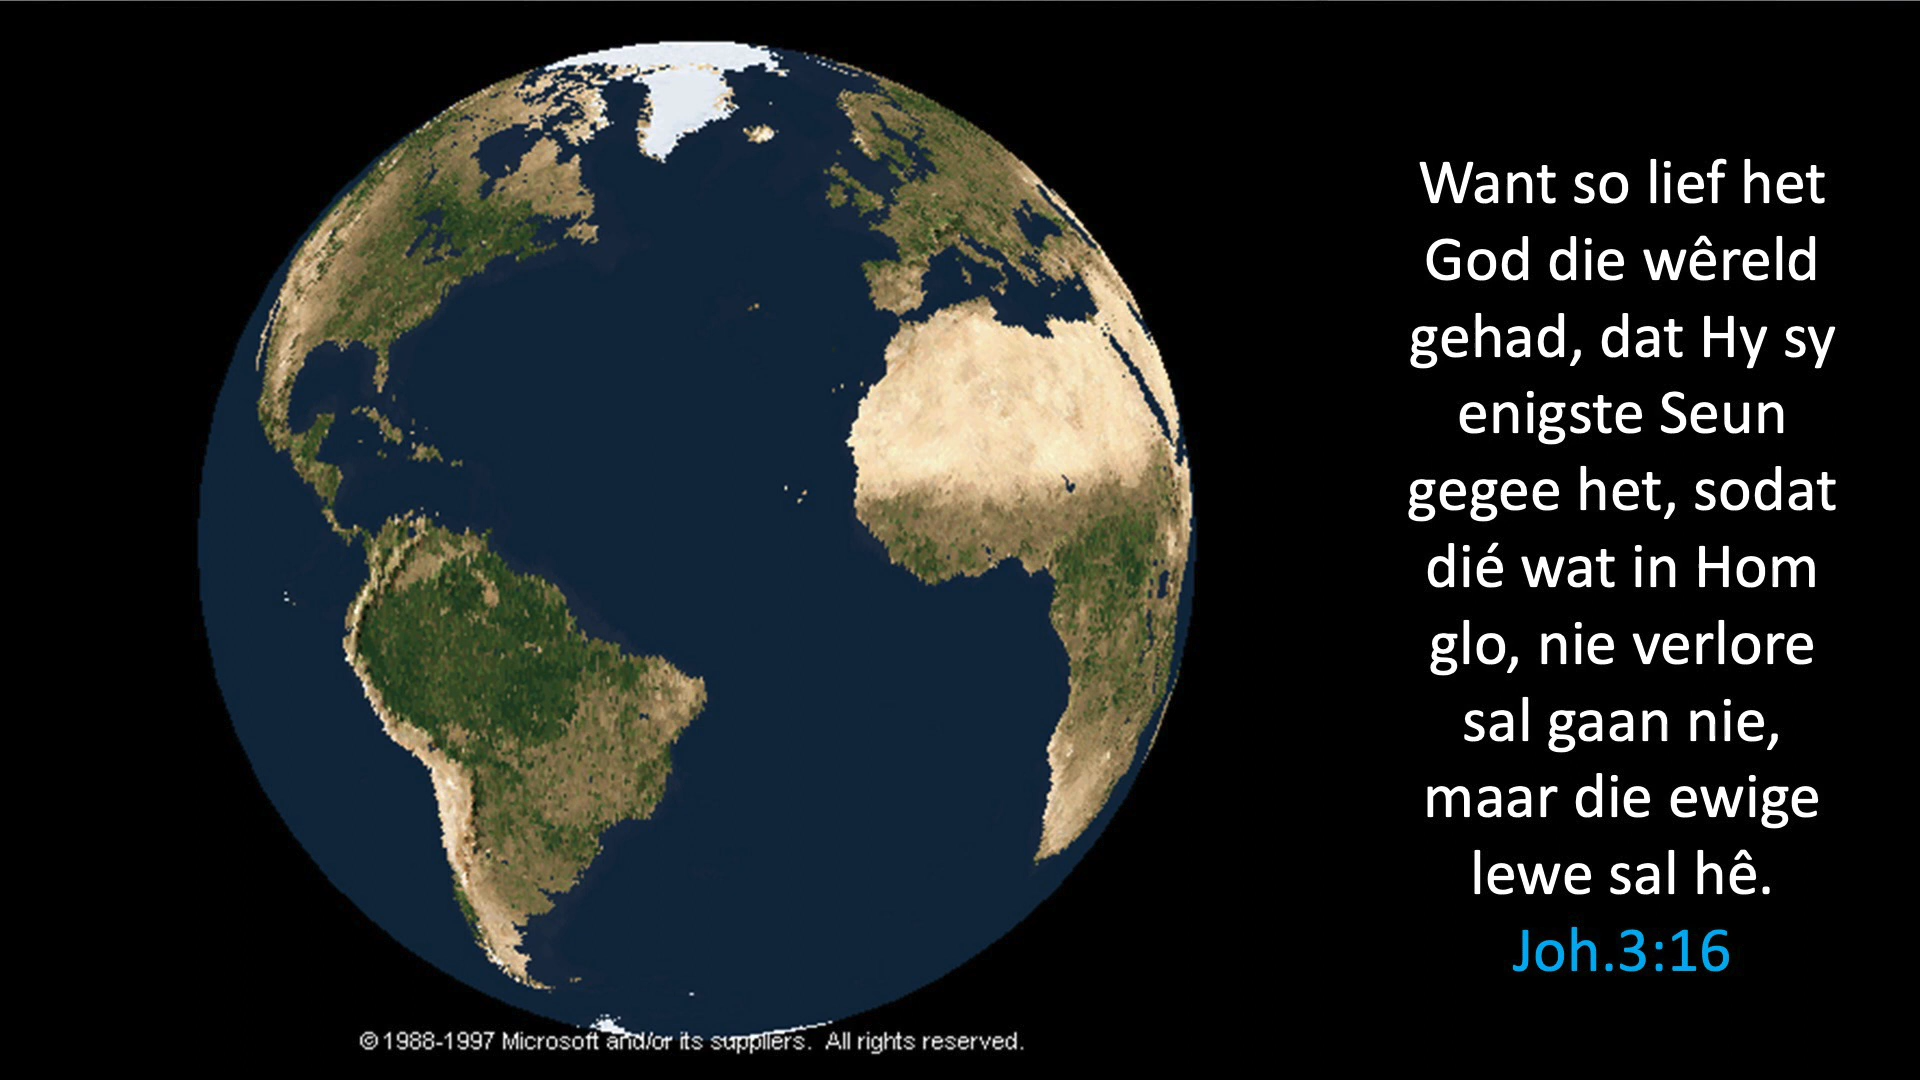 Want so lief het
God die wêreld
gehad, dat Hy sy
enigste Seun
gegee het, sodat
dié wat in Hom
glo, nie verlore
sal gaan nie,
maar die ewige
lewe sal hê.
Joh.3:16
©1988-1997 Microsoft and/or its suppliers. All rights reserved.